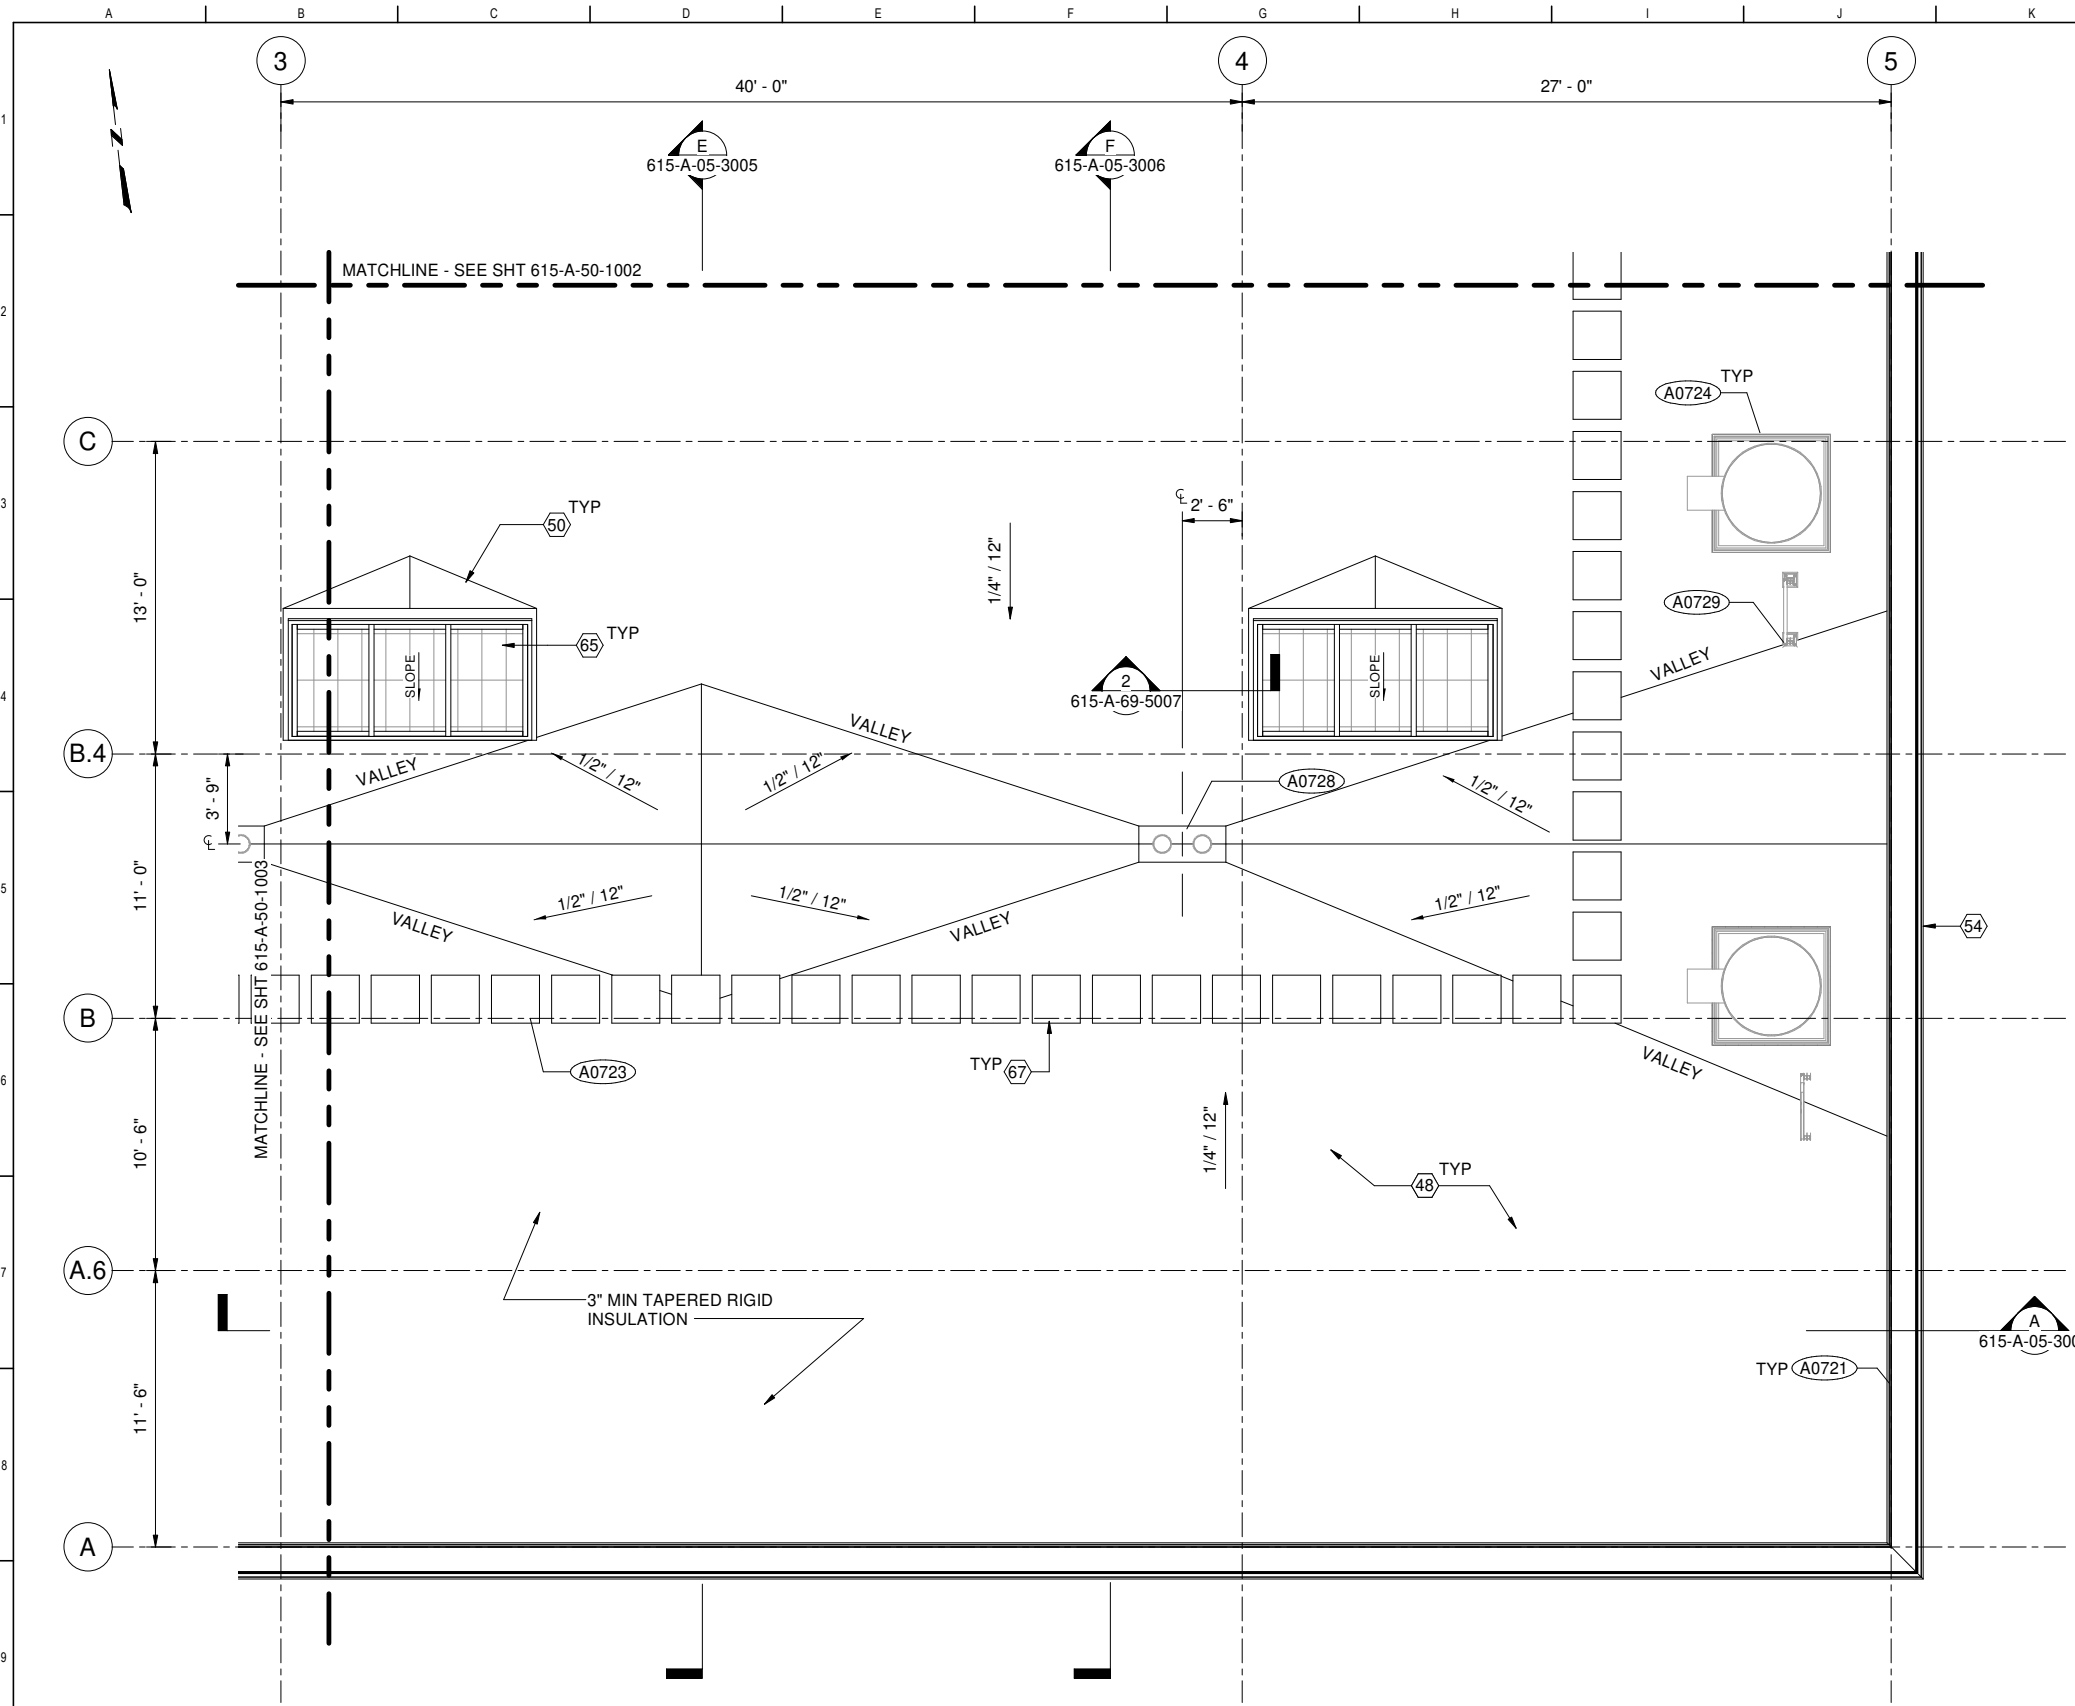 A B C D E F G H I J K
3 4 5
40' - 0" 27' - 0"
1
N
E
615-A-05-3005
F
615-A-05-3006
MATCHLINE - SEE SHT 615-A-50-1002
2
TYP
A0724
C
3
℄
2' - 6"
TYP
50
1/4" / 12"
13' - 0"
A0729
TYP
65
SLOPE
SLOPE
VALLEY
4
2
615-A-69-5007
VALLEY
B.4
VALLEY
1/2" / 12"
1/2" / 12"
A0728
1/2" / 12"
3' - 9"
℄
11' - 0"
5
1/2" / 12"
1/2" / 12"
1/2" / 12"
VALLEY
VALLEY
54
MATCHLINE - SEE SHT 615-A-50-1003
B
A0723
TYP 67
VALLEY
6
10' - 6"
1/4" / 12"
TYP
48
A.6
7
3" MIN TAPERED RIGID
INSULATION
A
615-A-05-300
TYP A0721
11' - 6"
8
A
9